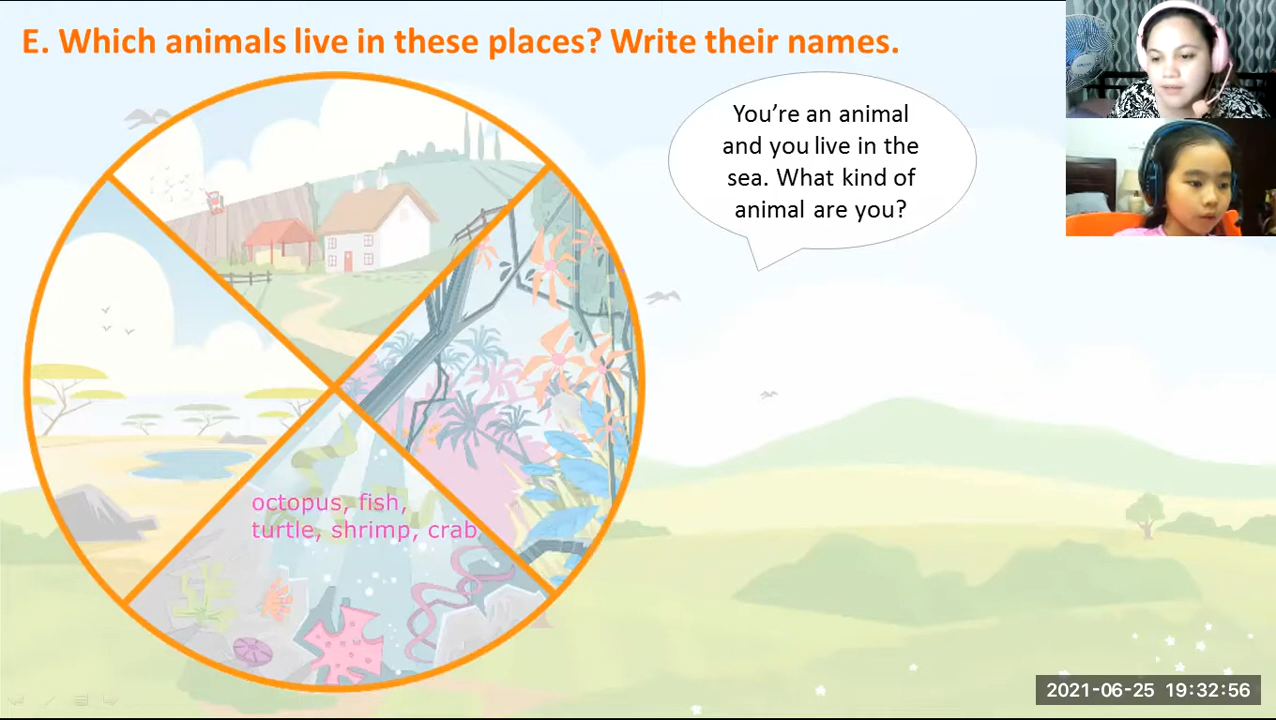 E. Which animals live in these places? Write their names.
You're an animal
and you live in the
sea. What kind of
animal are you?
octopus, fish,
turtle, shrimp, crab,
2021-06-25 19:32:56